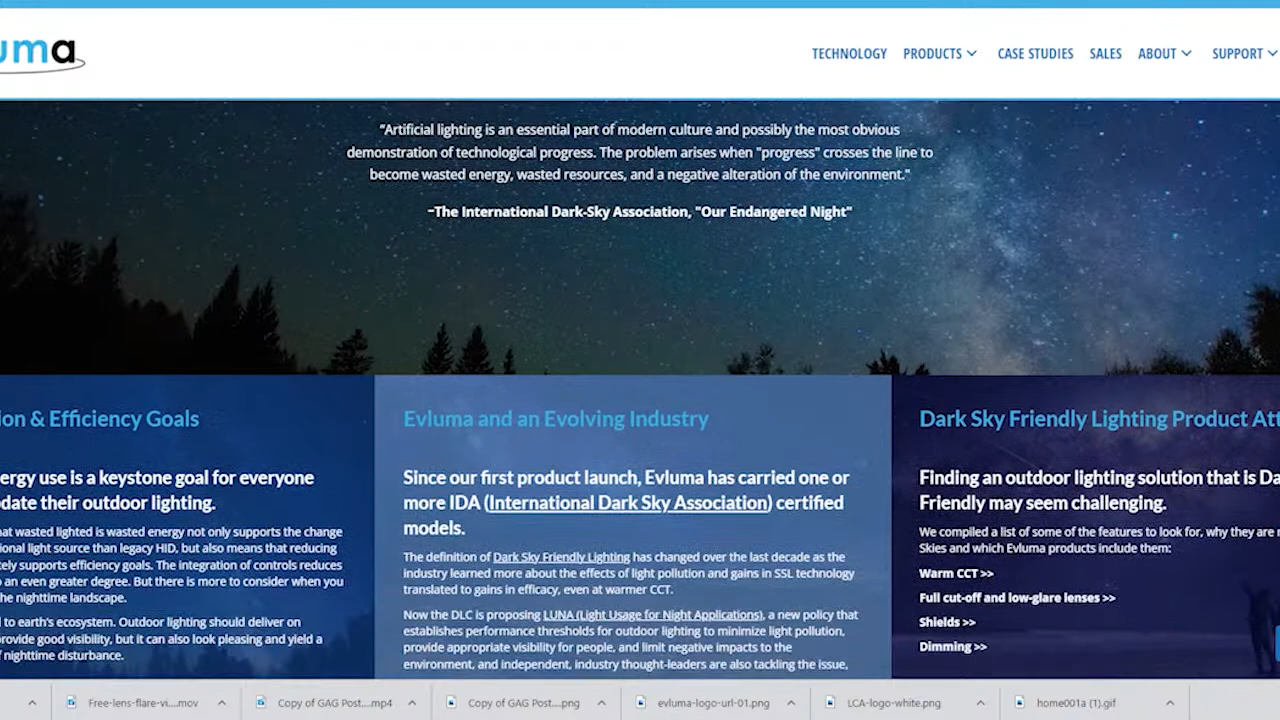 uma
TECHNOLOGY PRODUCTS CASE STUDIES SALES ABOUT SUPPORT
"Artificial lighting is an essential part of modern culture and possibly the most obvious
demonstration of technological progress. The problem arises when "progress" crosses the line to
become wasted energy, wasted resources, and a negative alteration of the environment."
–The International Dark-Sky Association, "Our Endangered Night"
ion & Efficiency Goals
ergy use is a keystone goal for everyone
date their outdoor lighting.
hat wasted lighted is wasted energy not only supports the change
ional light source than legacy HID, but also means that reducing
tely supports efficiency goals. The integration of controls reduces
o an even greater degree. But there is more to consider when you
he nighttime landscape.
l to earth's ecosystem. Outdoor lighting should deliver on
provide good visibility, but it can also look pleasing and yield a
f nighttime disturbance.
Evluma and an Evolving Industry
Since our first product launch, Evluma has carried one or
more IDA (International Dark Sky Association) certified
models.
The definition of Dark Sky Friendly Lighting has changed over the last decade as the
industry learned more about the effects of light pollution and gains in SSL technology
translated to gains in efficacy, even at warmer CCT.
Now the DLC is proposing LUNA (Light Usage for Night Applications), a new policy that
establishes performance thresholds for outdoor lighting to minimize light pollution,
provide appropriate visibility for people, and limit negative impacts to the
environment, and independent, industry thought-leaders are also tackling the issue,
Dark Sky Friendly Lighting Product Att
Finding an outdoor lighting solution that is Da
Friendly may seem challenging.
We compiled a list of some of the features to look for, why they are
Skies and which Evluma products include them:
Warm CCT >>
Full cut-off and low-glare lenses >>
Shields >>
Dimming >>
Free-lens-flare-vi....mov Copy of GAG Post....mp4 Copy of GAG Post....png evluma-logo-url-01.png LCA-logo-white.png home001a (1).gif